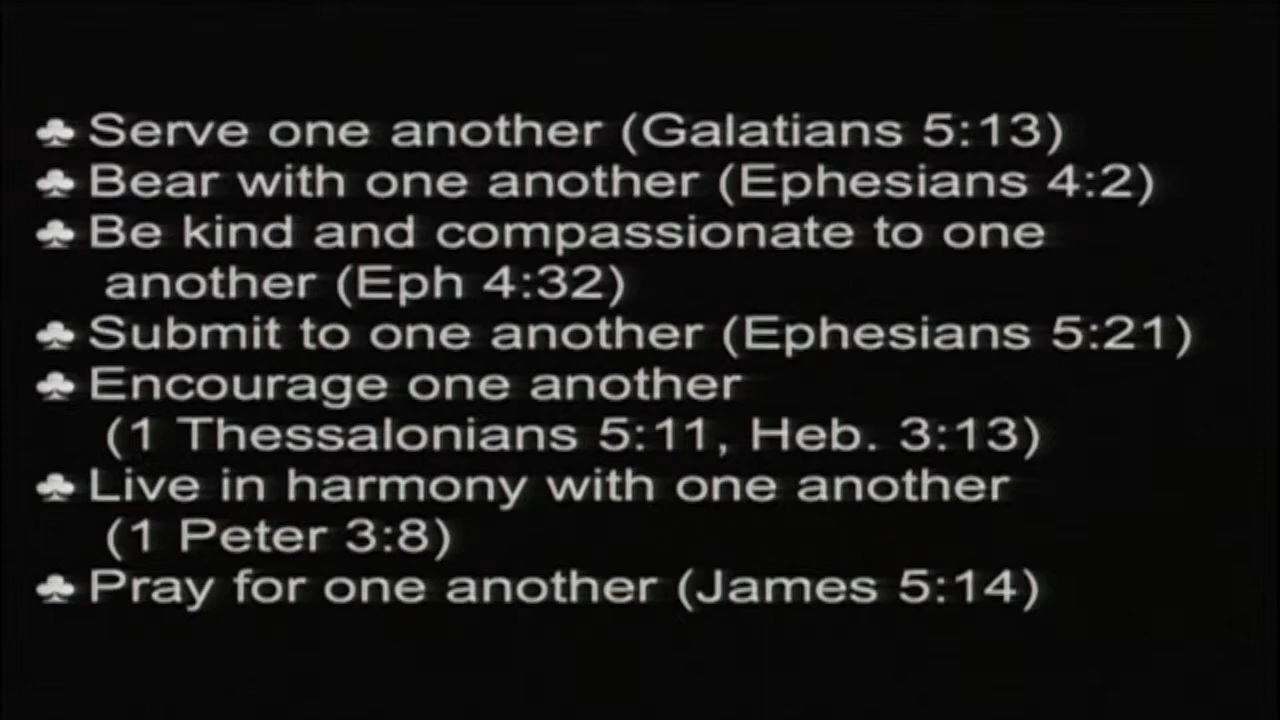 ♣ Serve one another (Galatians 5:13)
♣ Bear with one another (Ephesians 4:2)
♣ Be kind and compassionate to one
another (Eph 4:32)
♣ Submit to one another (Ephesians 5:21)
♣ Encourage one another
(1 Thessalonians 5:11, Heb. 3:13)
♣ Live in harmony with one another
(1 Peter 3:8)
♣ Pray for one another (James 5:14)